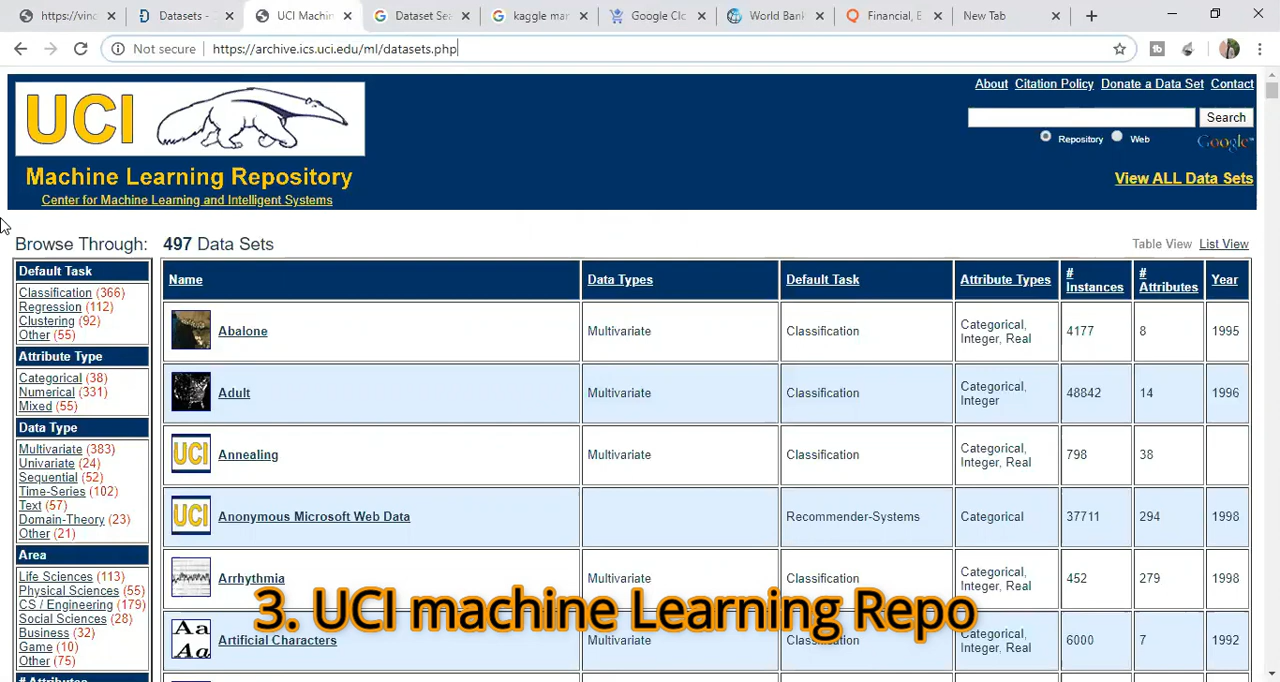 https://vinc
Datasets -
UCI Machin
Dataset Sea
kaggle mar
Google Clo
World Bank
Financial, E
New Tab
Not secure https://archive.ics.uci.edu/ml/datasets.php
UCI
Machine Learning Repository
Center for Machine Learning and Intelligent Systems
About Citation Policy Donate a Data Set Contact
Search
Repository Web Google™
View ALL Data Sets
Browse Through: 497 Data Sets Table View List View
Default Task
Classification (366)
Regression (112)
Clustering (92)
Other (55)
Attribute Type
Categorical (38)
Numerical (331)
Mixed (55)
Data Type
Multivariate (383)
Univariate (24)
Sequential (52)
Time-Series (102)
Text (57)
Domain-Theory (23)
Other (21)
Area
Life Sciences (113)
Physical Sciences (55)
CS / Engineering (179)
Social Sciences (28)
Business (32)
Game (10)
Other (75)
# Attributes
Name Data Types Default Task Attribute Types # Instances # Attributes Year
Abalone Multivariate Classification Categorical, Integer, Real 4177 8 1995
Adult Multivariate Classification Categorical, Integer 48842 14 1996
UCI Annealing Multivariate Classification Categorical, Integer, Real 798 38
UCI Anonymous Microsoft Web Data Recommender-Systems Categorical 37711 294 1998
Arrhythmia Multivariate Classification Categorical, Integer, Real 452 279 1998
Aa Aa Artificial Characters Multivariate Classification Categorical, Integer, Real 6000 7 1992
3. UCI machine Learning Repo